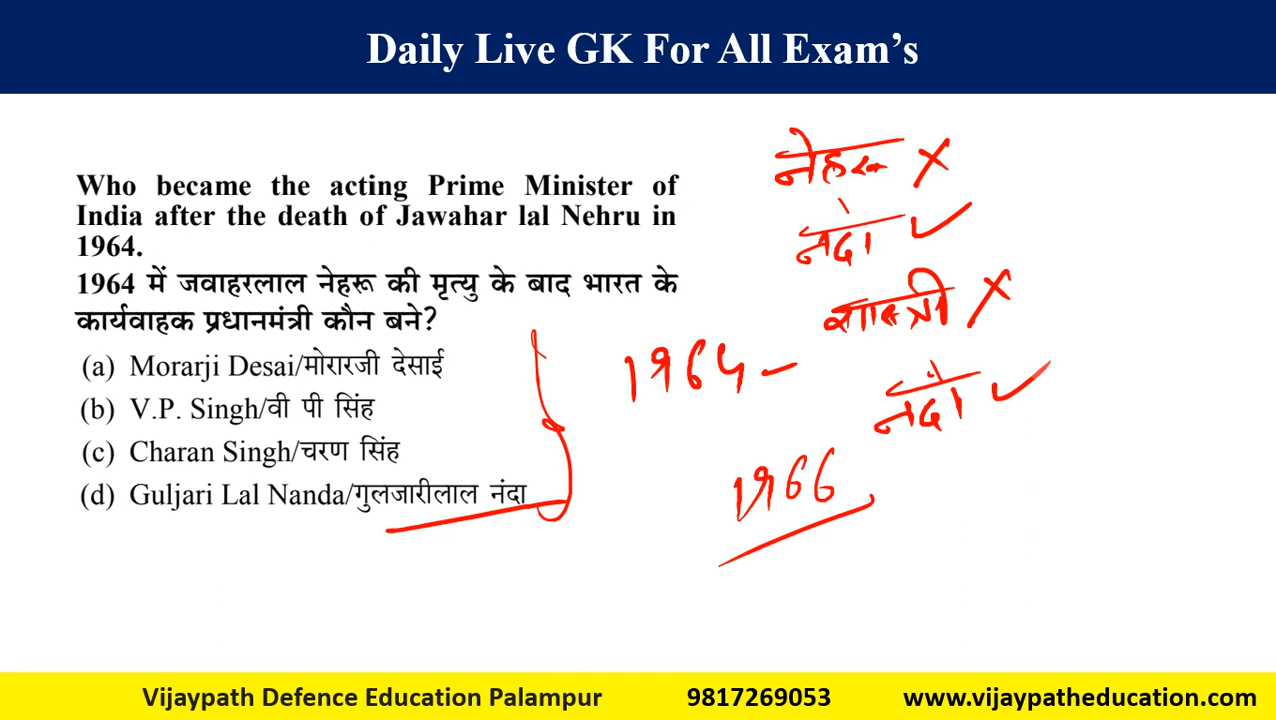 Daily Live GK For All Exam's
Who became the acting Prime Minister of
India after the death of Jawahar lal Nehru in
1964.
1964 में जवाहरलाल नेहरू की मृत्यु के बाद भारत के
कार्यवाहक प्रधानमंत्री कौन बने?
(a) Morarji Desai/मोरारजी देसाई
(b) V.P. Singh/वी पी सिंह
(c) Charan Singh/चरण सिंह
(d) Guljari Lal Nanda/गुलजारीलाल नंदा
नेहरू ✗
नंदा ✓
शास्त्री ✗
1964 -
नंदा ✓
1966
Vijaypath Defence Education Palampur 9817269053 www.vijaypatheducation.com